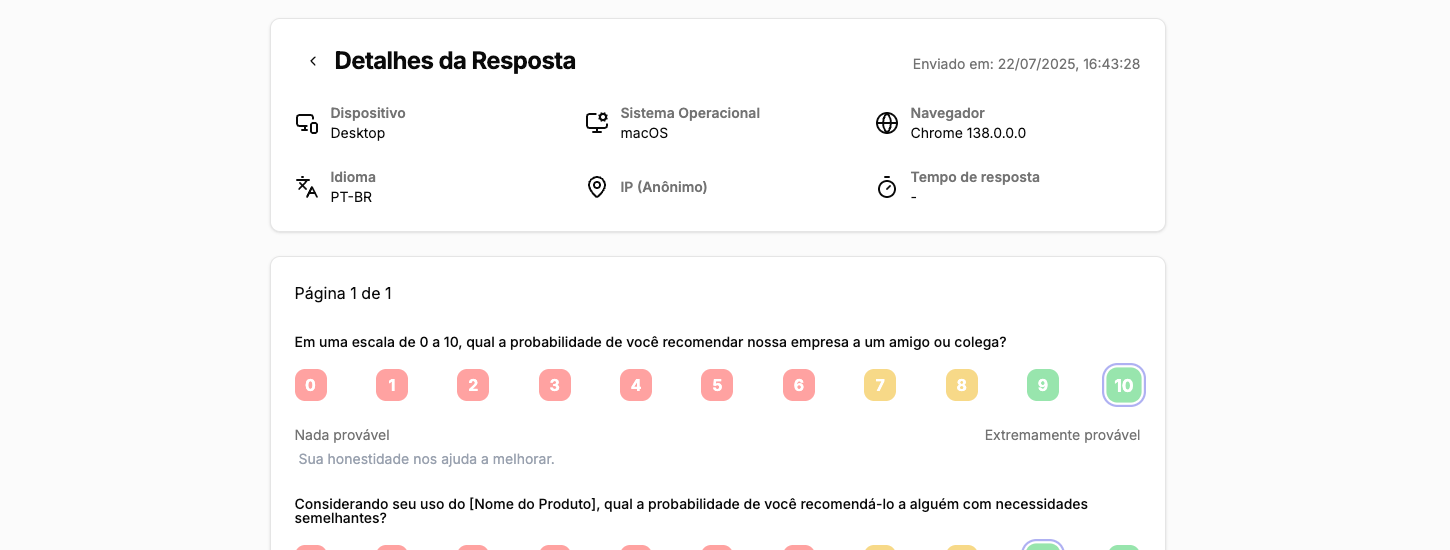 Detalhes da Resposta
Enviado em: 22/07/2025, 16:43:28
Dispositivo
Desktop
Sistema Operacional
macOS
Navegador
Chrome 138.0.0.0
Idioma
PT-BR
IP (Anônimo)
Tempo de resposta
-
Página 1 de 1
Em uma escala de 0 a 10, qual a probabilidade de você recomendar nossa empresa a um amigo ou colega?
0 1 2 3 4 5 6 7 8 9 10
Nada provável
Extremamente provável
Sua honestidade nos ajuda a melhorar.
Considerando seu uso do [Nome do Produto], qual a probabilidade de você recomendá-lo a alguém com necessidades
semelhantes?